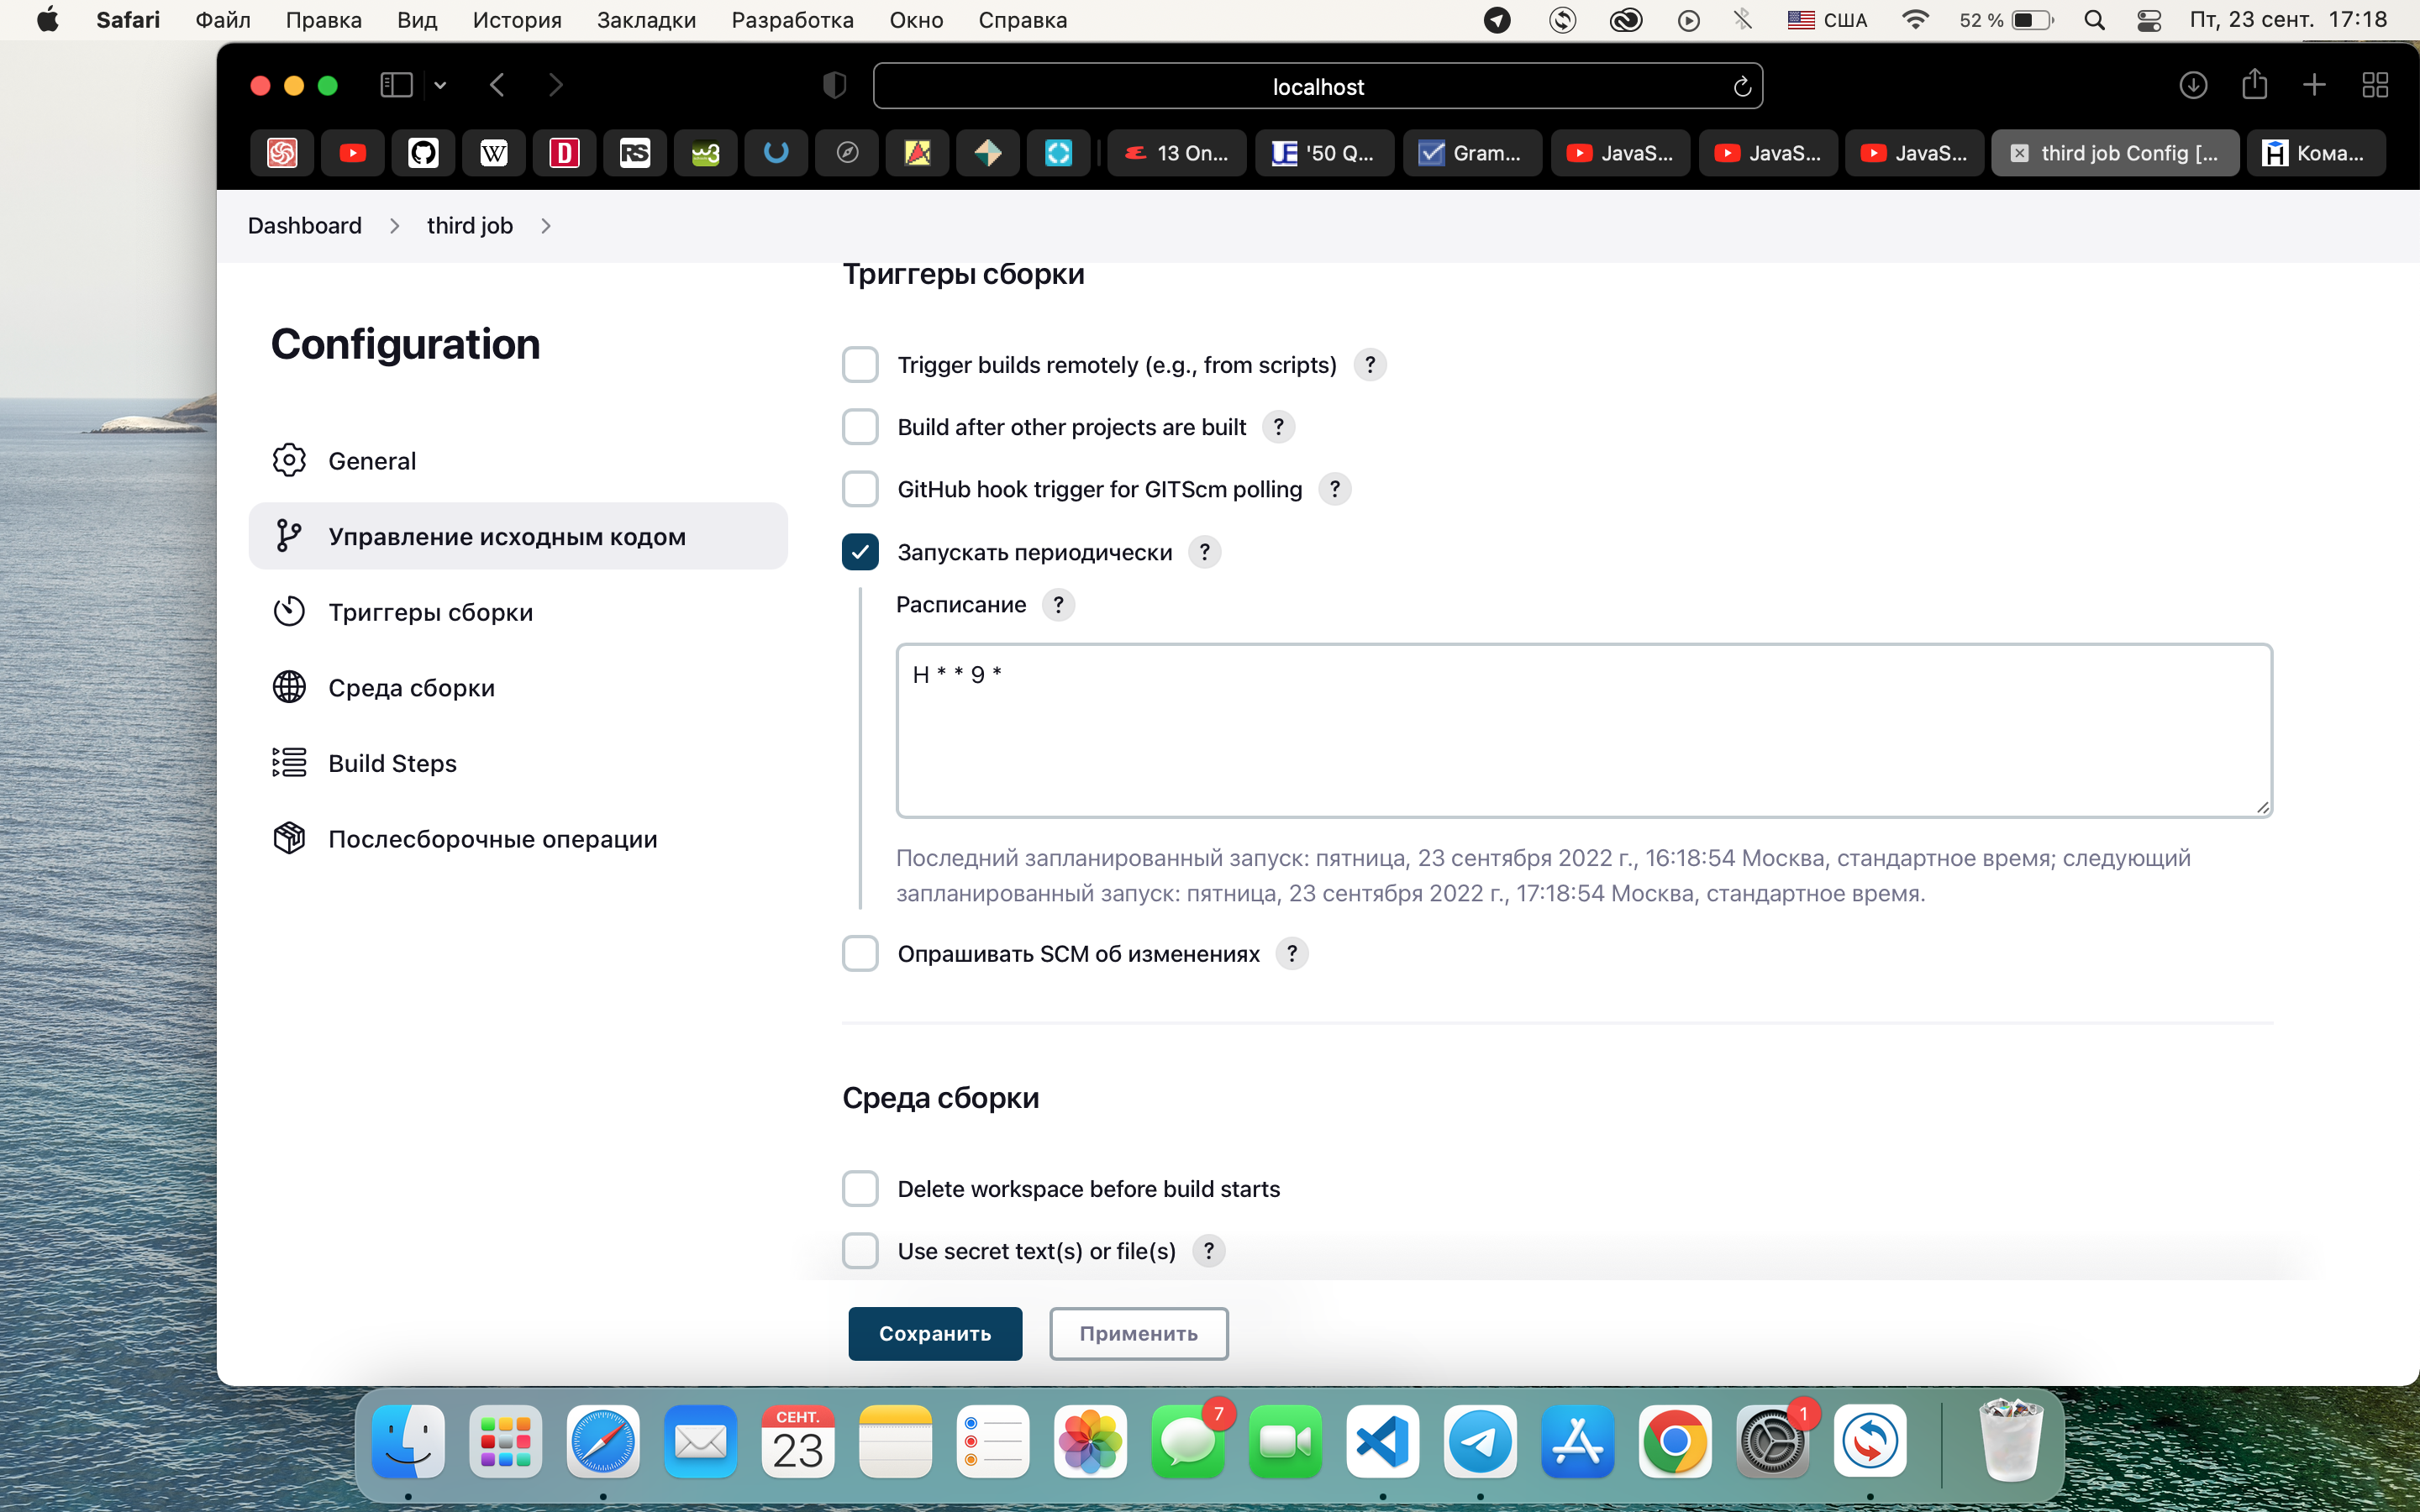 Safari Файл Правка Вид История Закладки Разработка Окно Справка США 52 % Пт, 23 сент. 17:18
localhost
13 On... '50 Q... Gram... JavaS... JavaS... JavaS... third job Config [... Кома...
Dashboard third job
Триггеры сборки
Configuration
General
Управление исходным кодом
Триггеры сборки
Среда сборки
Build Steps
Послесборочные операции
Trigger builds remotely (e.g., from scripts) ?
Build after other projects are built ?
GitHub hook trigger for GITScm polling ?
Запускать периодически ?
Расписание ?
H * * 9 *
Последний запланированный запуск: пятница, 23 сентября 2022 г., 16:18:54 Москва, стандартное время; следующий
запланированный запуск: пятница, 23 сентября 2022 г., 17:18:54 Москва, стандартное время.
Опрашивать SCM об изменениях ?
Среда сборки
Delete workspace before build starts
Use secret text(s) or file(s) ?
Сохранить Применить
СЕНТ.
23
7
1